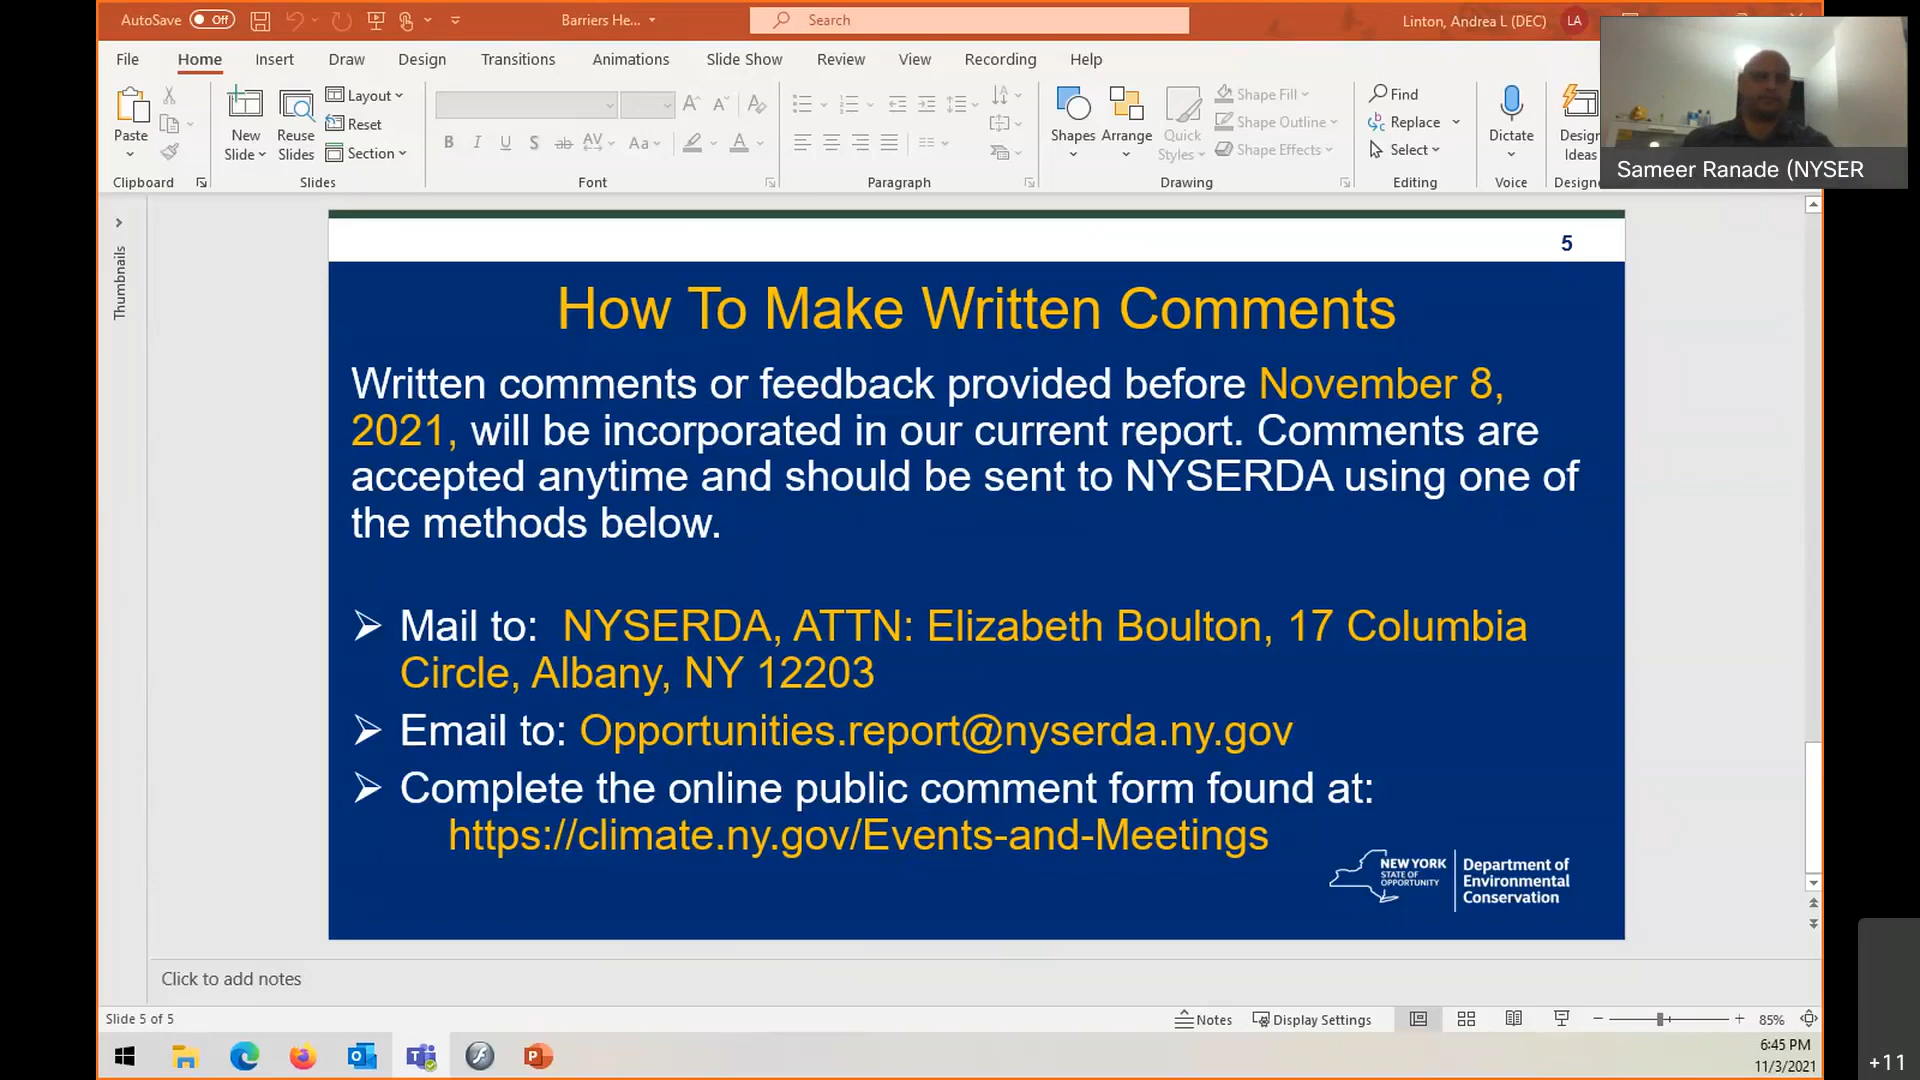 AutoSave Off
Barriers He...
Search
Linton, Andrea L (DEC) LA
File Home Insert Draw Design Transitions Animations Slide Show Review View Recording Help
Paste
New Slide
Reuse Slides
Layout
Reset
Section
B I U S ab AV Aa A
Shapes
Arrange
Quick Styles
Shape Fill
Shape Outline
Shape Effects
Find
Replace
Select
Dictate
Design Ideas
Clipboard Slides Font Paragraph Drawing Editing Voice
Sameer Ranade (NYSER
Thumbnails
5
How To Make Written Comments
Written comments or feedback provided before November 8,
2021, will be incorporated in our current report. Comments are
accepted anytime and should be sent to NYSERDA using one of
the methods below.
Mail to: NYSERDA, ATTN: Elizabeth Boulton, 17 Columbia
Circle, Albany, NY 12203
Email to: Opportunities.report@nyserda.ny.gov
Complete the online public comment form found at:
https://climate.ny.gov/Events-and-Meetings
NEW YORK
STATE OF
OPPORTUNITY
Department of
Environmental
Conservation
Click to add notes
Slide 5 of 5
Notes
Display Settings
85%
6:45 PM
11/3/2021
+11